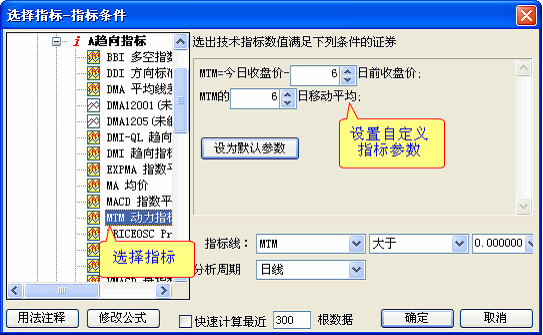 选择指标-指标条件
A趋向指标
BBI 多空指数
DDI 方向标
DMA 平均线
DMA12001(未
DMA1205(未
DMI-QL 趋向
DMI 趋向指标
EXPMA 指数平
MA 均价
MACD 指数平
MTM 动力指标
PRICEOSC Pr
选择指标
选出技术指标数值满足下列条件的证券
MTM=今日收盘价- 6 日前收盘价;
MTM的 6 日移动平均;
设置自定义
指标参数
设为默认参数
指标线: MTM 大于 0.000000
分析周期 日线
用法注释 修改公式 快速计算最近 300 根数据 确定 取消